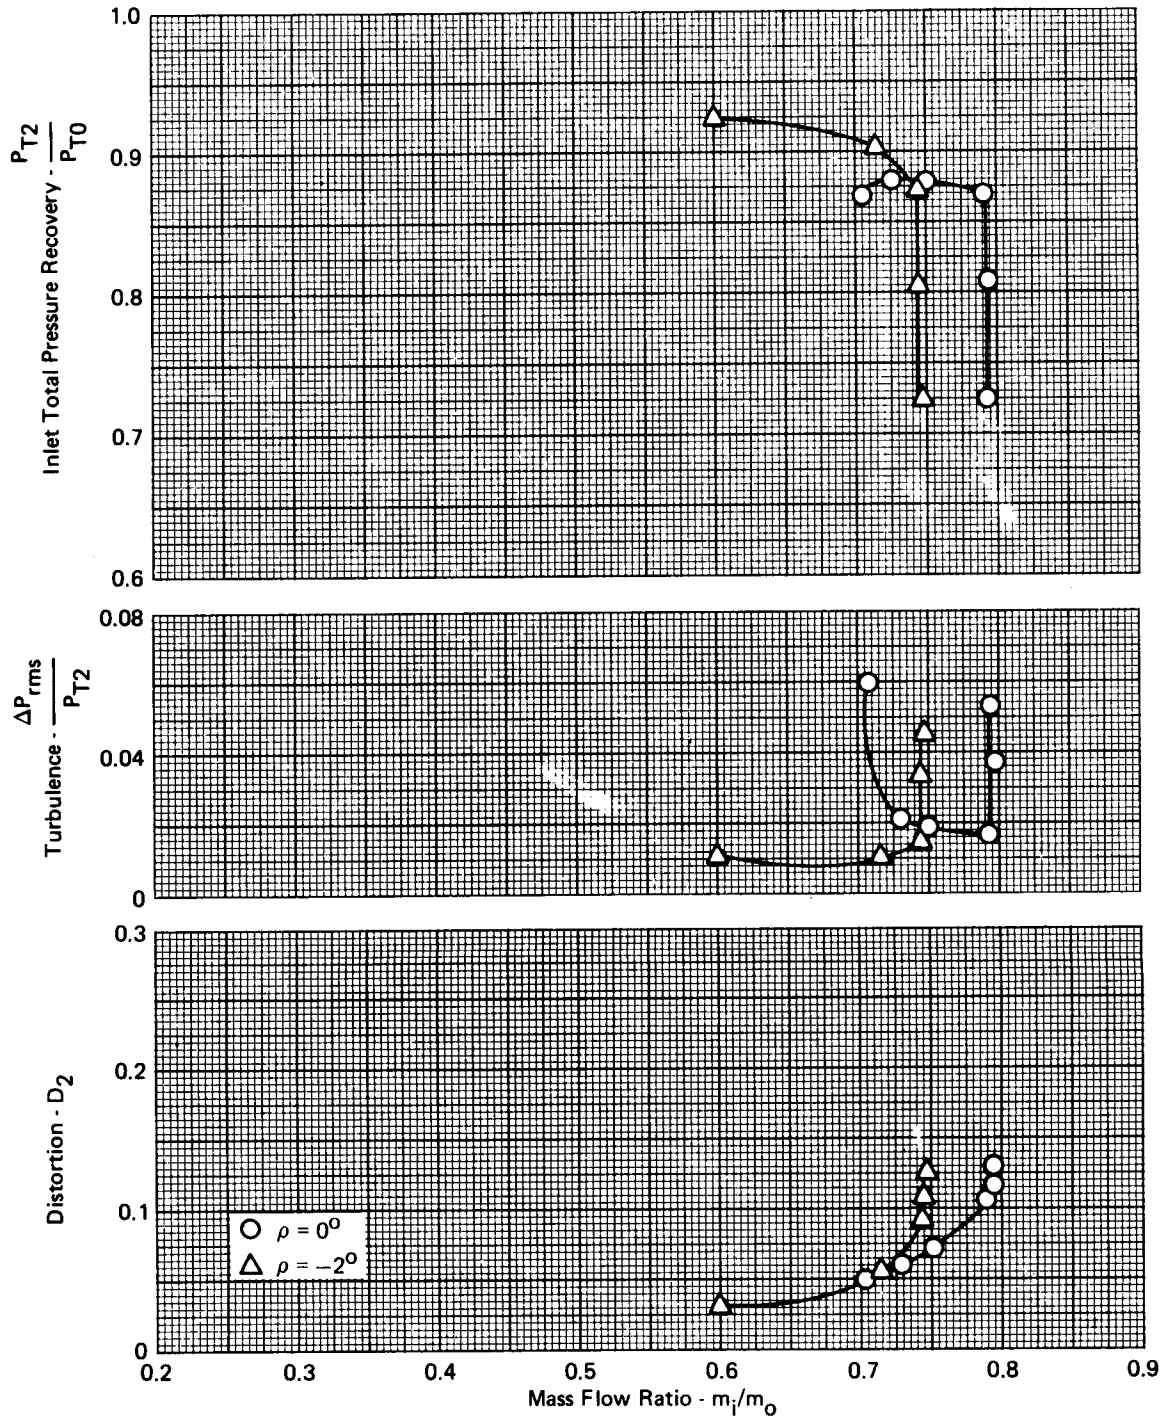 1.0
0.9
0.8
0.7
0.6
Inlet Total Pressure Recovery - P_T2 / P_T0
0.08
0.04
0
Turbulence - ΔP_rms / P_T2
0.3
0.2
0.1
0
Distortion - D_2
ρ = 0°
ρ = -2°
0.2 0.3 0.4 0.5 0.6 0.7 0.8 0.9
Mass Flow Ratio - m_i/m_o